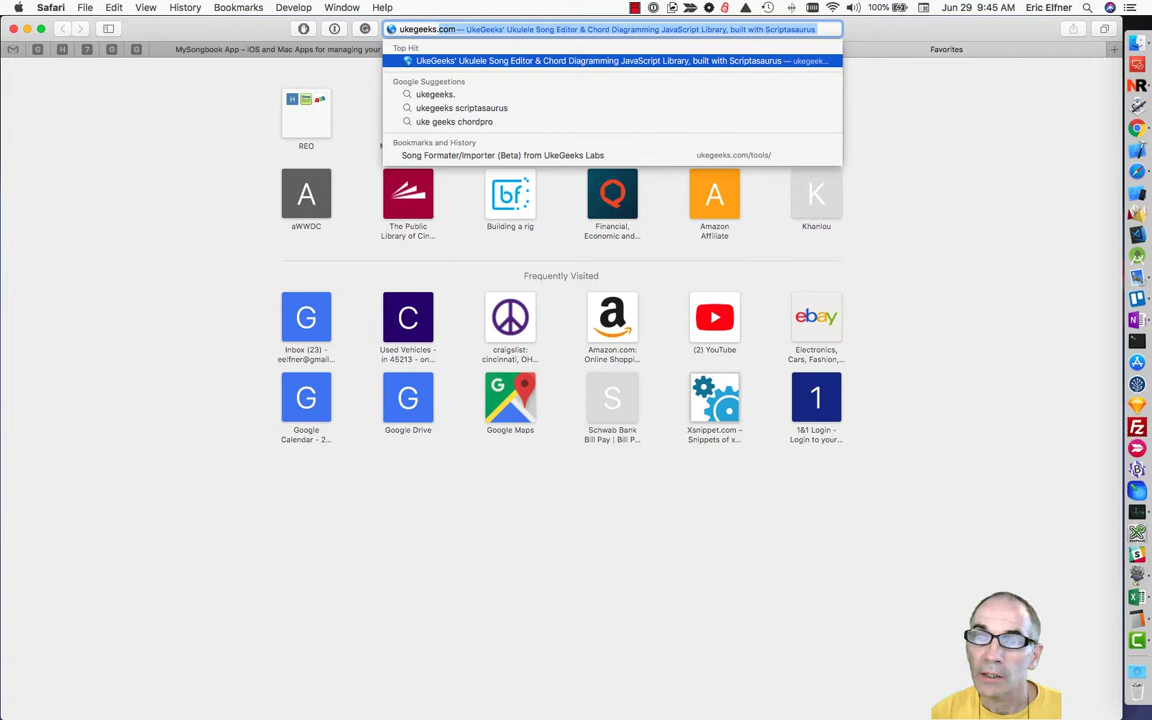 Safari File Edit View History Bookmarks Develop Window Help 100% Jun 29 9:45 AM Eric Elfner
ukegeeks.com — UkeGeeks' Ukulele Song Editor & Chord Diagramming JavaScript Library, built with Scriptasaurus
MySongbook App – iOS and Mac Apps for managing your
Favorites
Top Hit
UkeGeeks' Ukulele Song Editor & Chord Diagramming JavaScript Library, built with Scriptasaurus — ukegeek...
Google Suggestions
ukegeeks.
ukegeeks scriptasaurus
uke geeks chordpro
Bookmarks and History
Song Formater/importer (Beta) from UkeGeeks Labs ukegeeks.com/tools/
H
REO
A
bf
A
K
aWWDC
The Public
Library of Cin...
Building a rig
Financial,
Economic and...
Amazon
Affiliate
Khanlou
Frequently Visited
G
C
a
ebay
Inbox (23) -
eelfner@gmail...
Used Vehicles -
in 45213 - on...
craigslist:
cincinnati, OH...
Amazon.com:
Online Shoppi...
(2) YouTube
Electronics,
Cars, Fashion,...
G
G
G
S
1
Google
Calendar - 2...
Google Drive
Google Maps
Schwab Bank
Bill Pay | Bill P...
Xsnippet.com –
Snippets of x...
1&1 Login -
Login to your...